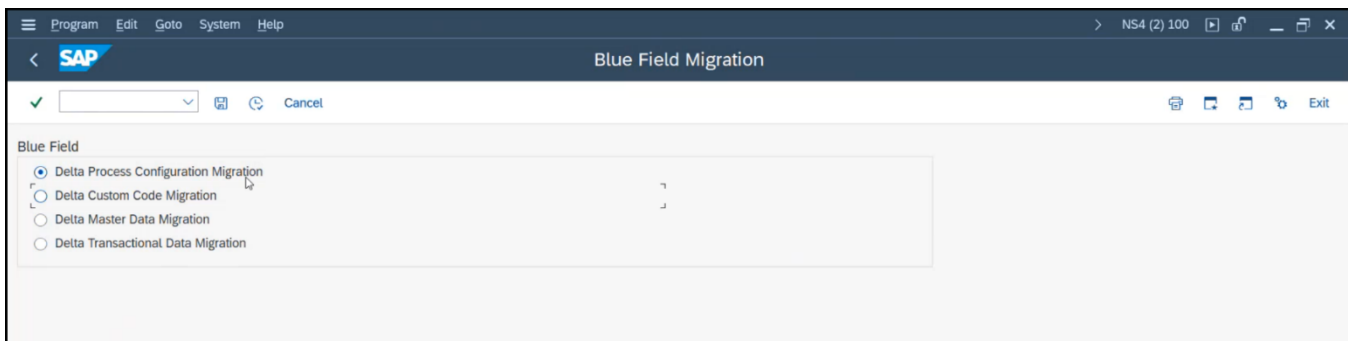 Program Edit Goto System Help NS4 (2) 100
SAP Blue Field Migration
Cancel Exit
Blue Field
Delta Process Configuration Migration
Delta Custom Code Migration
Delta Master Data Migration
Delta Transactional Data Migration